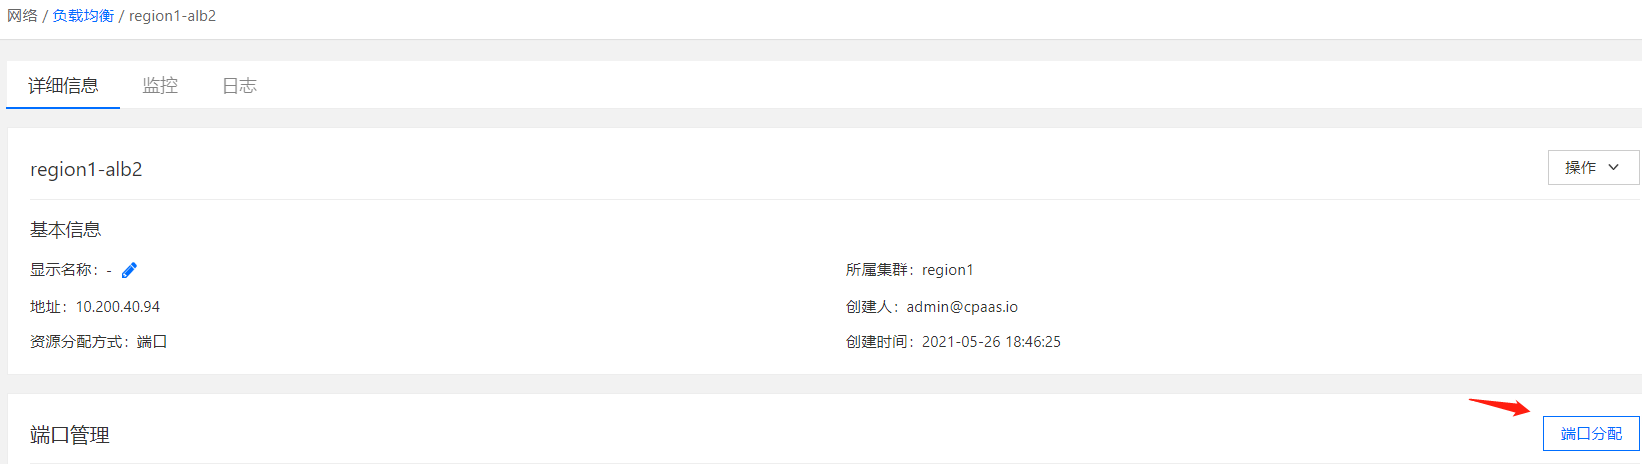 网络 / 负载均衡 / region1-alb2
详细信息 监控 日志
region1-alb2 操作
基本信息
显示名称：- 所属集群：region1
地址：10.200.40.94 创建人：admin@cpaas.io
资源分配方式：端口 创建时间：2021-05-26 18:46:25
端口管理 端口分配